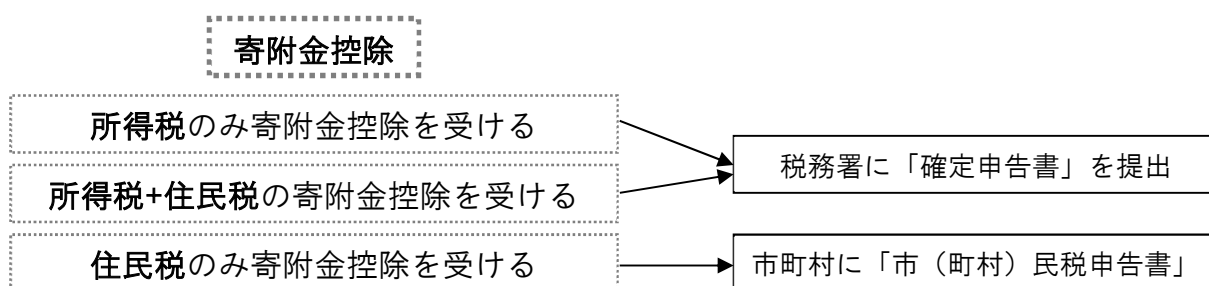 寄附金控除
所得税のみ寄附金控除を受ける
所得税+住民税の寄附金控除を受ける
住民税のみ寄附金控除を受ける
税務署に「確定申告書」を提出
市町村に「市（町村）民税申告書」